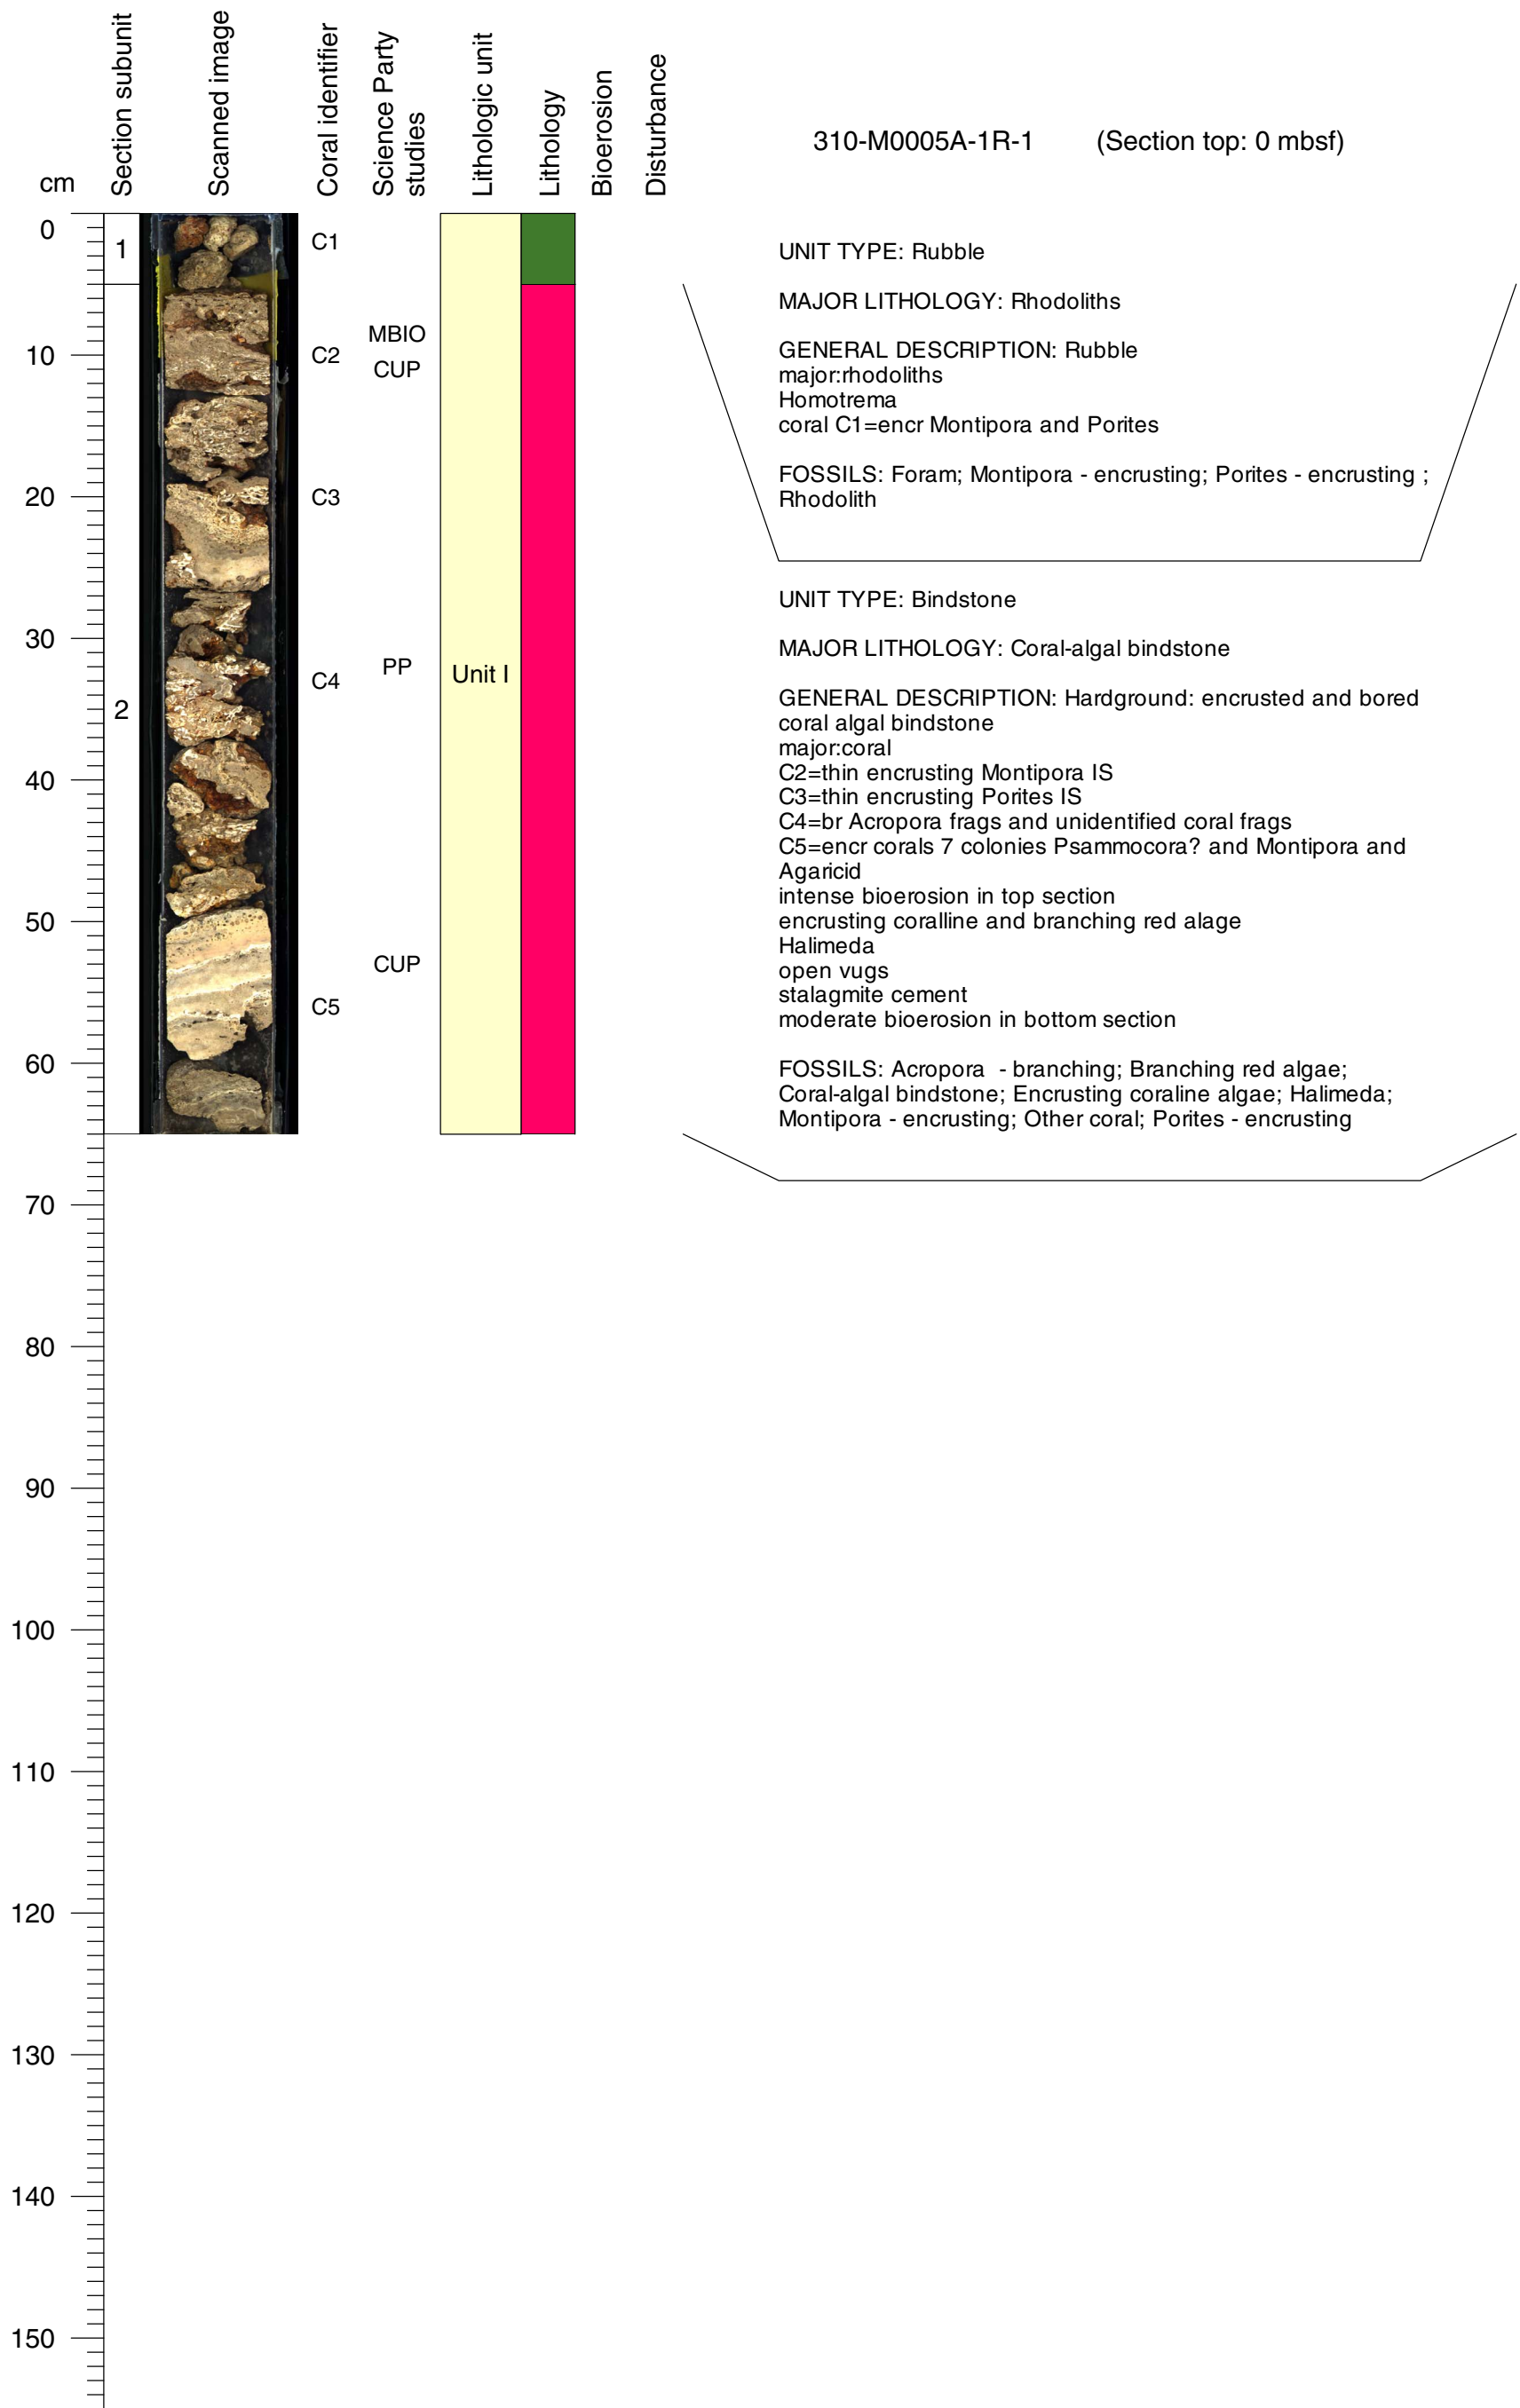 Section subunit
Scanned image
Coral identifier
Science Party
studies
Lithologic unit
Lithology
Bioerosion
Disturbance
310-M0005A-1R-1 (Section top: 0 mbsf)
cm
0
10
20
30
40
50
60
70
80
90
100
110
120
130
140
150
1
2
C1
C2
C3
C4
C5
MBIO
CUP
PP
CUP
Unit I
UNIT TYPE: Rubble
MAJOR LITHOLOGY: Rhodoliths
GENERAL DESCRIPTION: Rubble
major:rhodoliths
Homotrema
coral C1=encr Montipora and Porites
FOSSILS: Foram; Montipora - encrusting; Porites - encrusting ;
Rhodolith
UNIT TYPE: Bindstone
MAJOR LITHOLOGY: Coral-algal bindstone
GENERAL DESCRIPTION: Hardground: encrusted and bored
coral algal bindstone
major:coral
C2=thin encrusting Montipora IS
C3=thin encrusting Porites IS
C4=br Acropora frags and unidentified coral frags
C5=encr corals 7 colonies Psammocora? and Montipora and
Agaricid
intense bioerosion in top section
encrusting coralline and branching red alage
Halimeda
open vugs
stalagmite cement
moderate bioerosion in bottom section
FOSSILS: Acropora - branching; Branching red algae;
Coral-algal bindstone; Encrusting coraline algae; Halimeda;
Montipora - encrusting; Other coral; Porites - encrusting